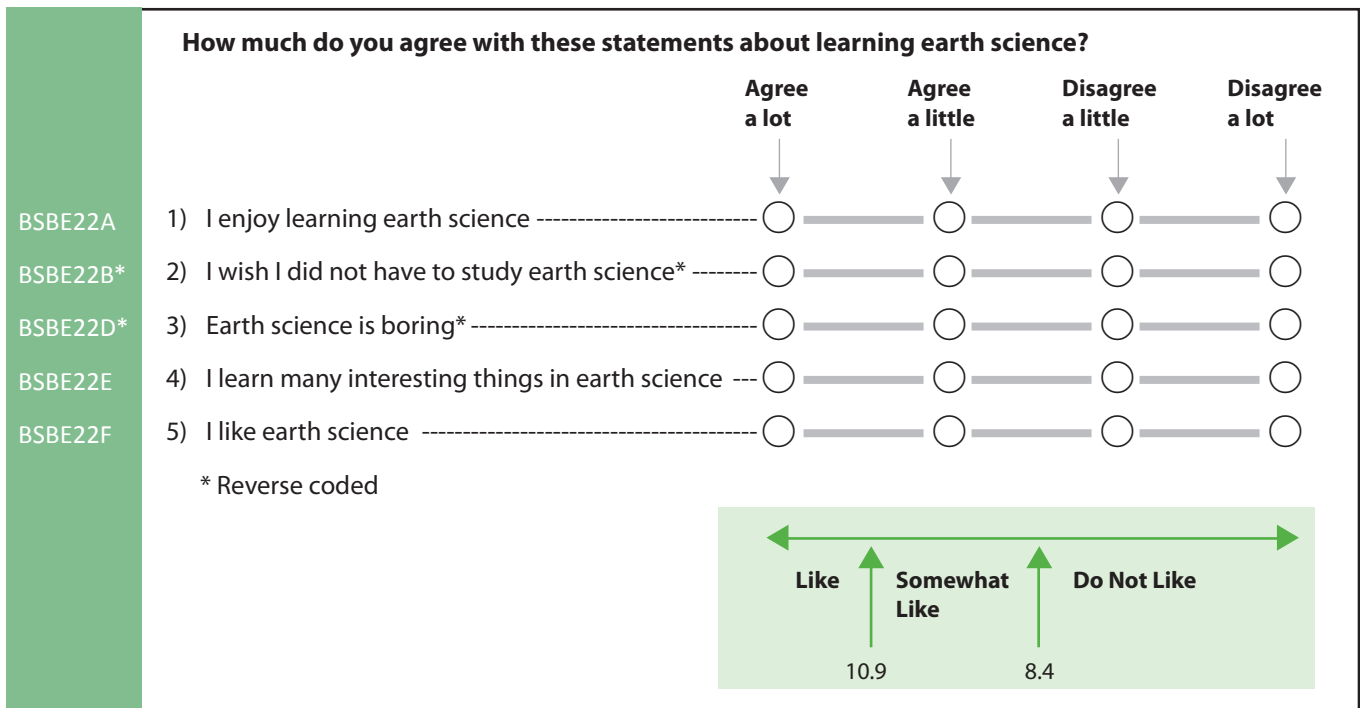 How much do you agree with these statements about learning earth science?
Agree a lot
Agree a little
Disagree a little
Disagree a lot
BSBE22A 1) I enjoy learning earth science
BSBE22B* 2) I wish I did not have to study earth science*
BSBE22D* 3) Earth science is boring*
BSBE22E 4) I learn many interesting things in earth science
BSBE22F 5) I like earth science
* Reverse coded
Like
Somewhat Like
Do Not Like
10.9
8.4